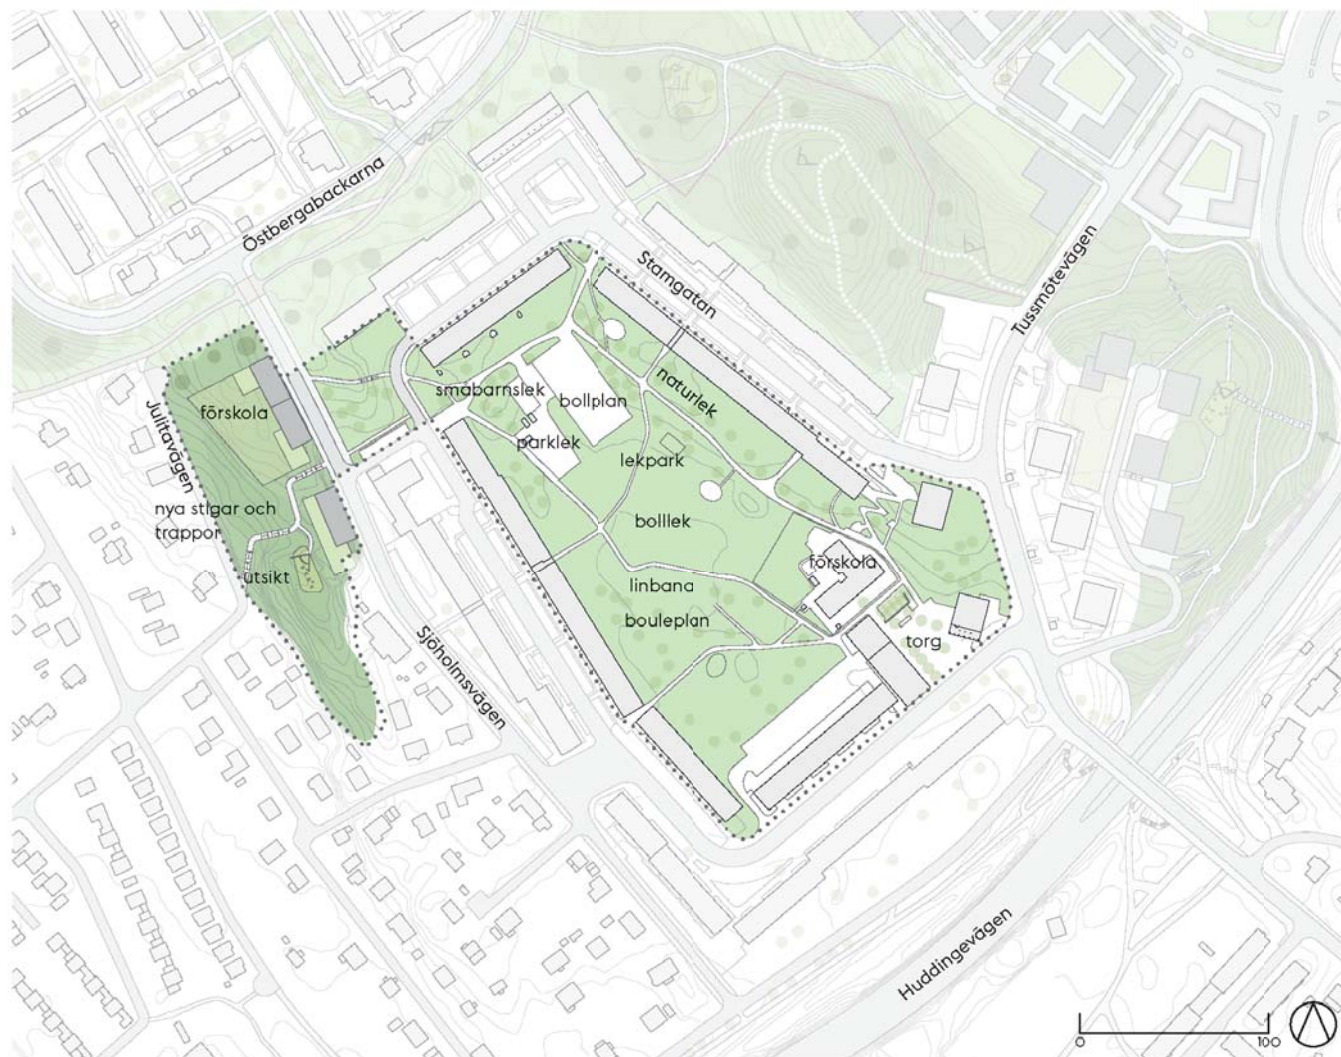 Östbergabackarna
Stamgatan
Tussmötevägen
Julitavägen
förskola
småbarnslek
bollplan
naturlek
parklek
lekpark
nya stigar och
trappor
bolllek
utsikt
linbana
förskola
bouleplan
torg
Sjöholmsvägen
Huddingevägen
0 100